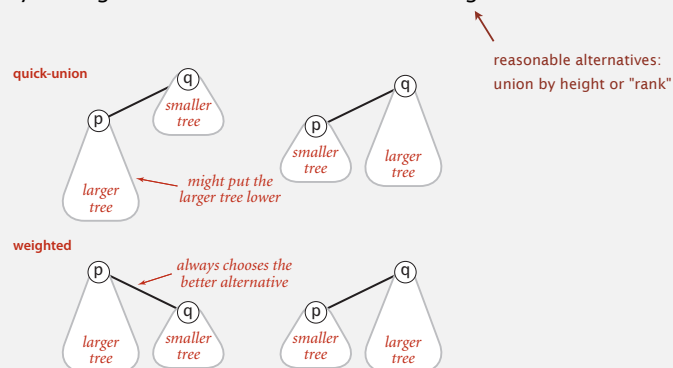 reasonable alternatives:
union by height or "rank"
quick-union
q
smaller
tree
p
larger
tree
might put the
larger tree lower
q
p
smaller
tree
larger
tree
weighted
p
always chooses the
better alternative
q
larger
tree
smaller
tree
q
p
smaller
tree
larger
tree